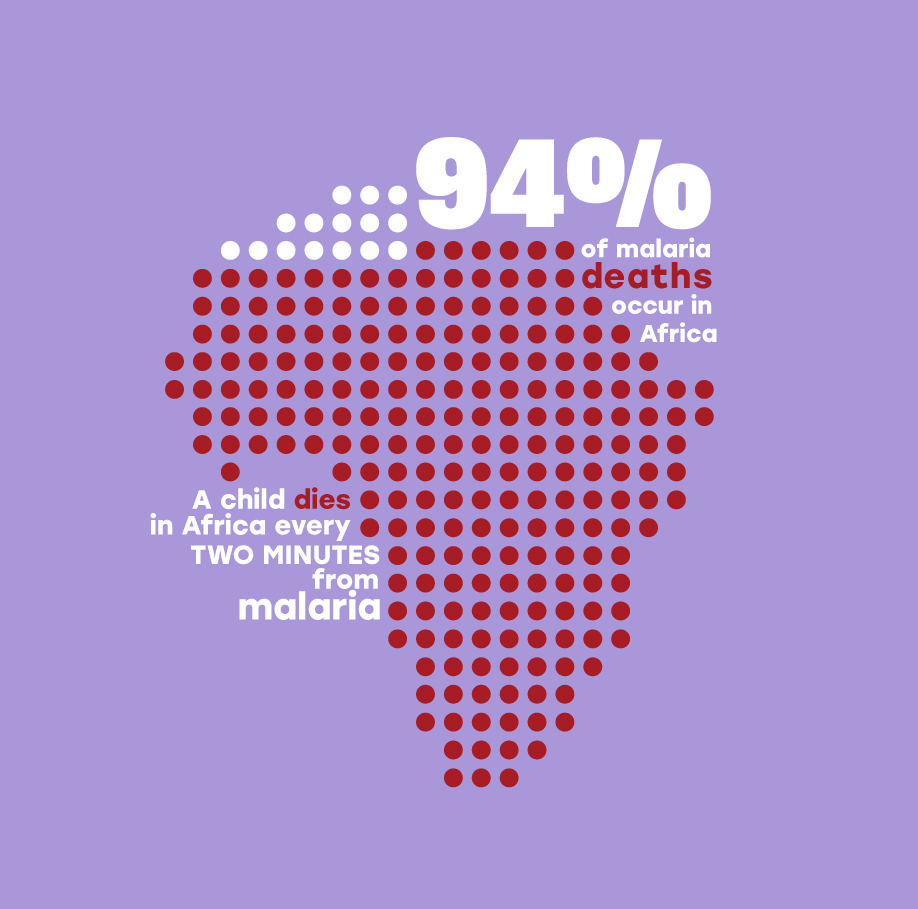 94%
of malaria
deaths
occur in
Africa
A child dies
in Africa every
TWO MINUTES
from
malaria